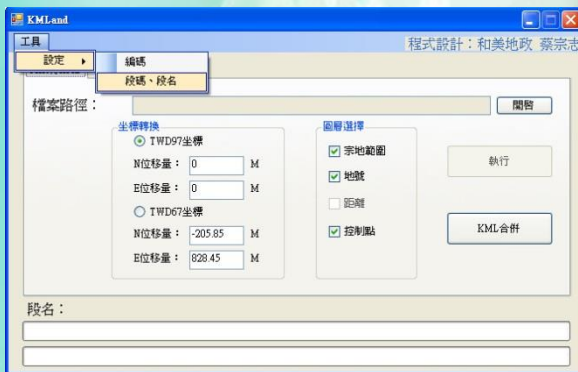 KMLand
工具
程式設計：和美地政 蔡宗志
設定
編碼
段碼、段名
檔案路徑：
開啓
坐標轉換
TWD97坐標
N位移量： 0 M
E位移量： 0 M
TWD67坐標
N位移量： -205.85 M
E位移量： 828.45 M
圖層選擇
宗地範圍
地號
距離
控制點
執行
KML合併
段名：